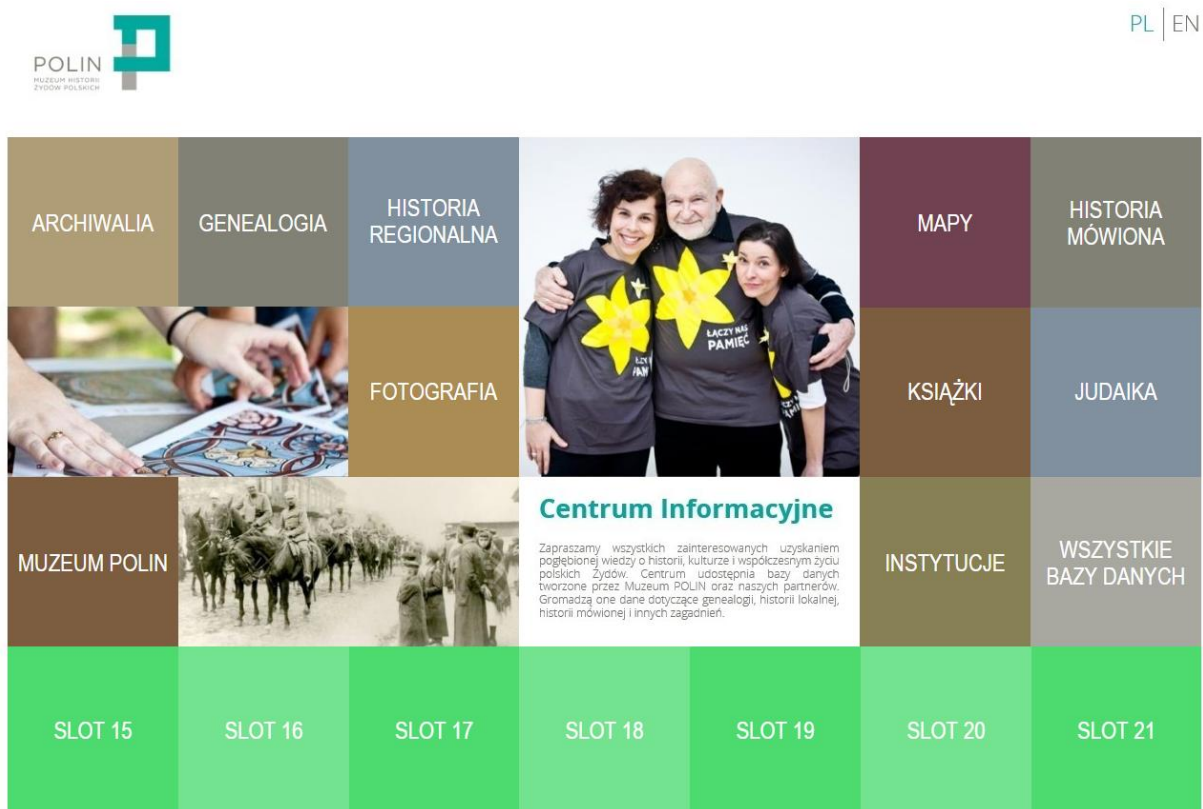 POLIN
MUZEUM HISTORII
ŻYDÓW POLSKICH
PL | EN
ARCHIWALIA
GENEALOGIA
HISTORIA
REGIONALNA
ŁĄCZY NAS
PAMIĘĆ
MAPY
HISTORIA
MÓWIONA
FOTOGRAFIA
KSIĄŻKI
JUDAIKA
MUZEUM POLIN
Centrum Informacyjne
Zapraszamy wszystkich zainteresowanych uzyskaniem
pogłębionej wiedzy o historii, kulturze i współczesnym życiu
polskich Żydów. Centrum udostępnia bazy danych
tworzone przez Muzeum POLIN oraz naszych partnerów.
Gromadzą one dane dotyczące genealogii, historii lokalnej,
historii mówionej i innych zagadnień.
INSTYTUCJE
WSZYSTKIE
BAZY DANYCH
SLOT 15
SLOT 16
SLOT 17
SLOT 18
SLOT 19
SLOT 20
SLOT 21